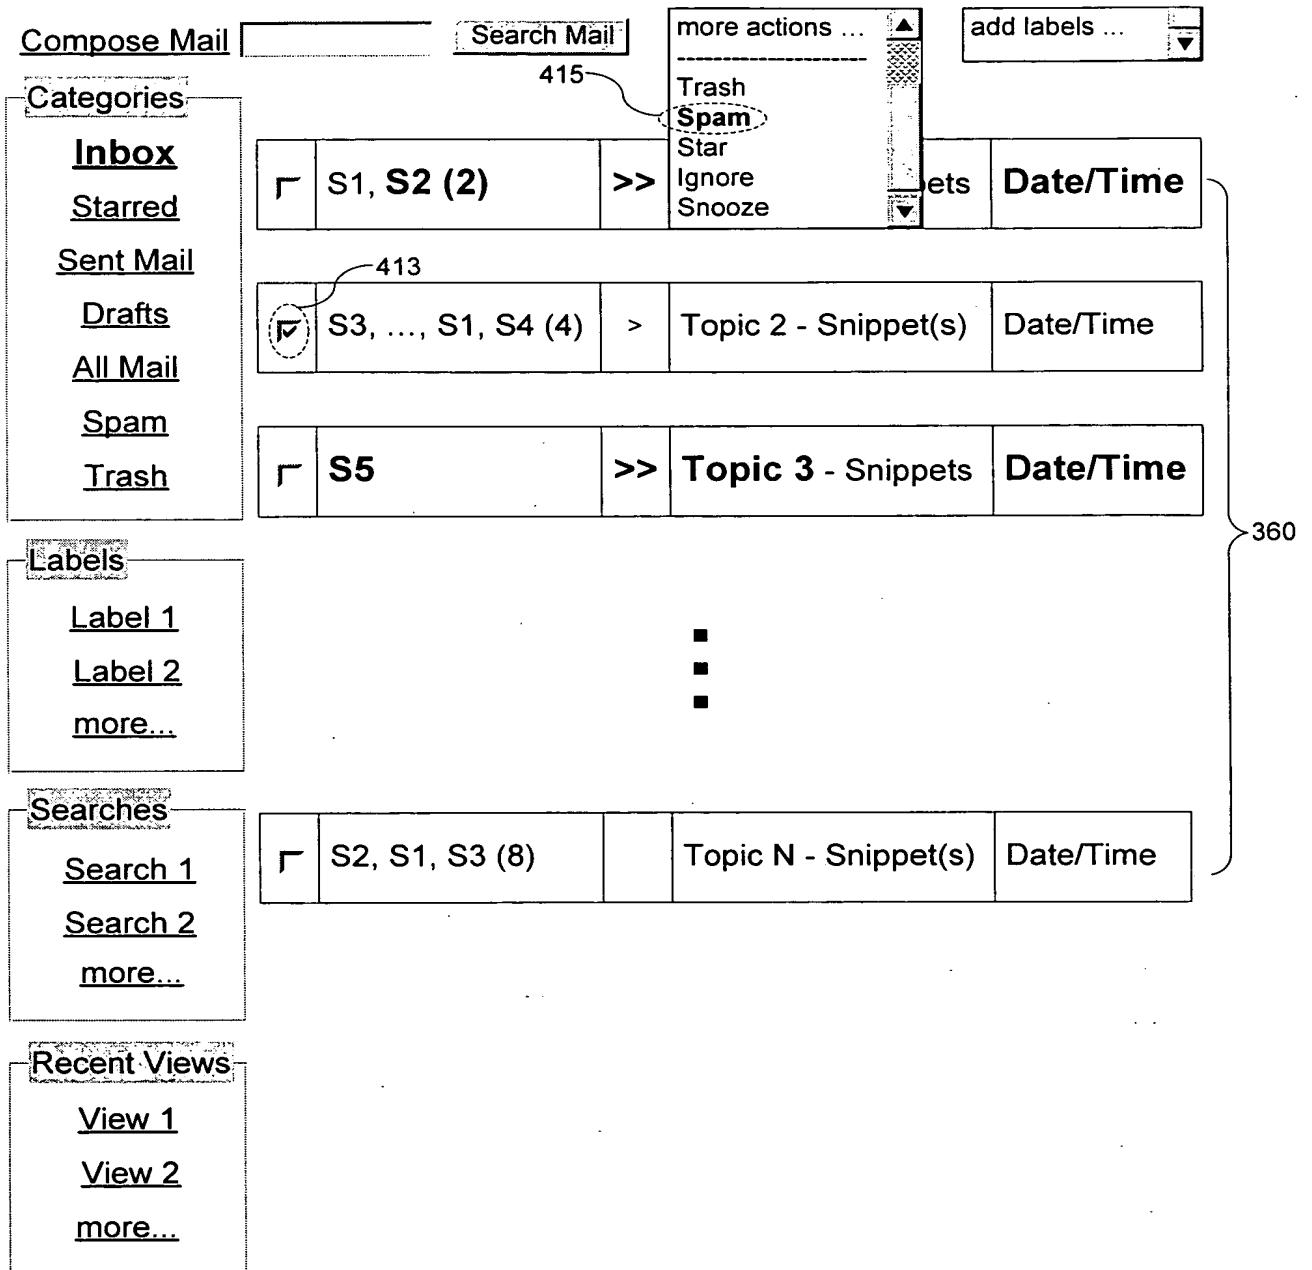 Compose Mail
Search Mail
more actions ...
--------------------
add labels ...
415
Trash
Spam
Star
Ignore
Snooze
Categories
Inbox
Starred
Sent Mail
Drafts
All Mail
Spam
Trash
S1, S2 (2) >> ets Date/Time
413
S3, ..., S1, S4 (4) > Topic 2 - Snippet(s) Date/Time
S5 >> Topic 3 - Snippets Date/Time
360
Labels
Label 1
Label 2
more...
Searches
Search 1
Search 2
more...
S2, S1, S3 (8) Topic N - Snippet(s) Date/Time
Recent Views
View 1
View 2
more...